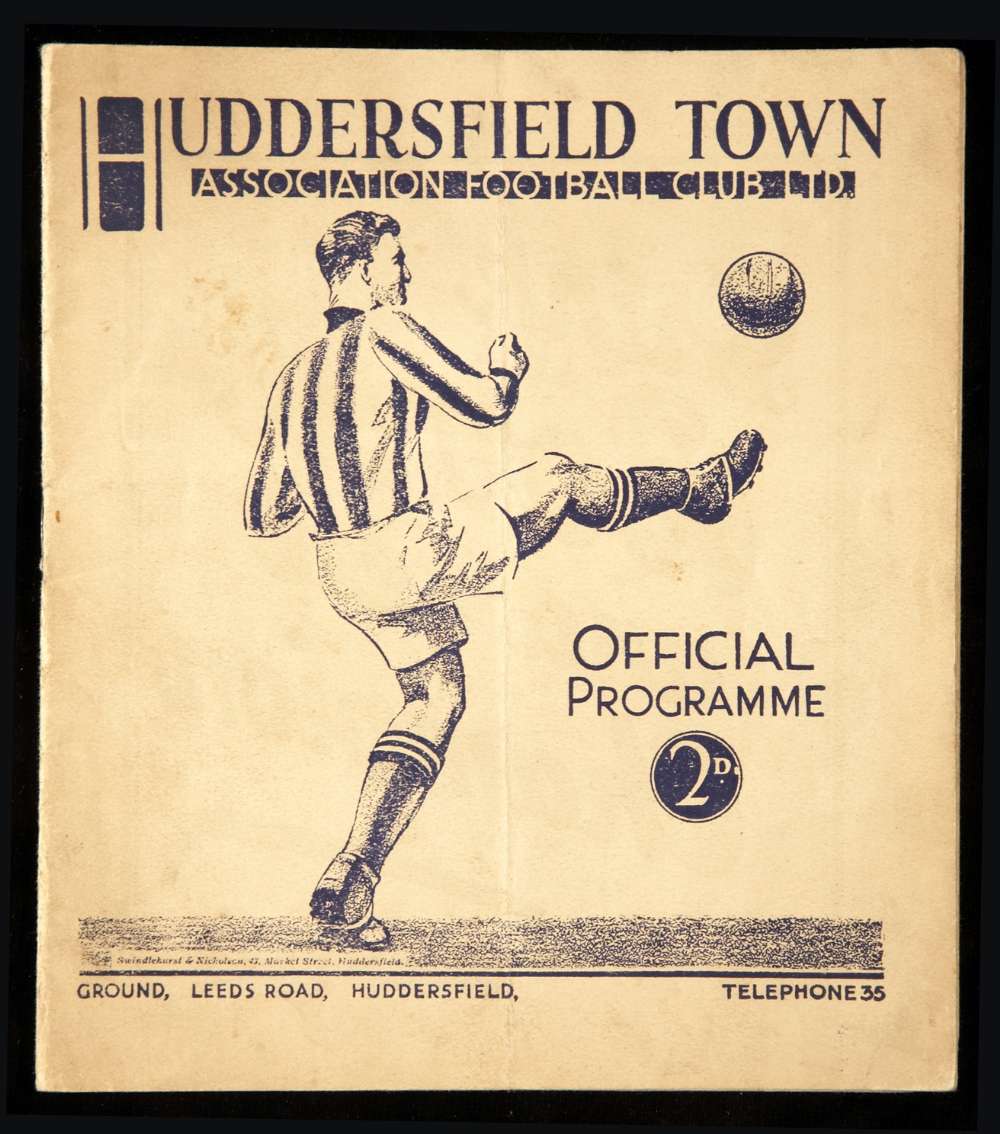 HUDDERSFIELD TOWN
ASSOCIATION FOOTBALL CLUB LTD.
OFFICIAL
PROGRAMME
2D.
Swindlehurst & Nicholson, 43, Market Street, Huddersfield.
GROUND, LEEDS ROAD, HUDDERSFIELD, TELEPHONE 35